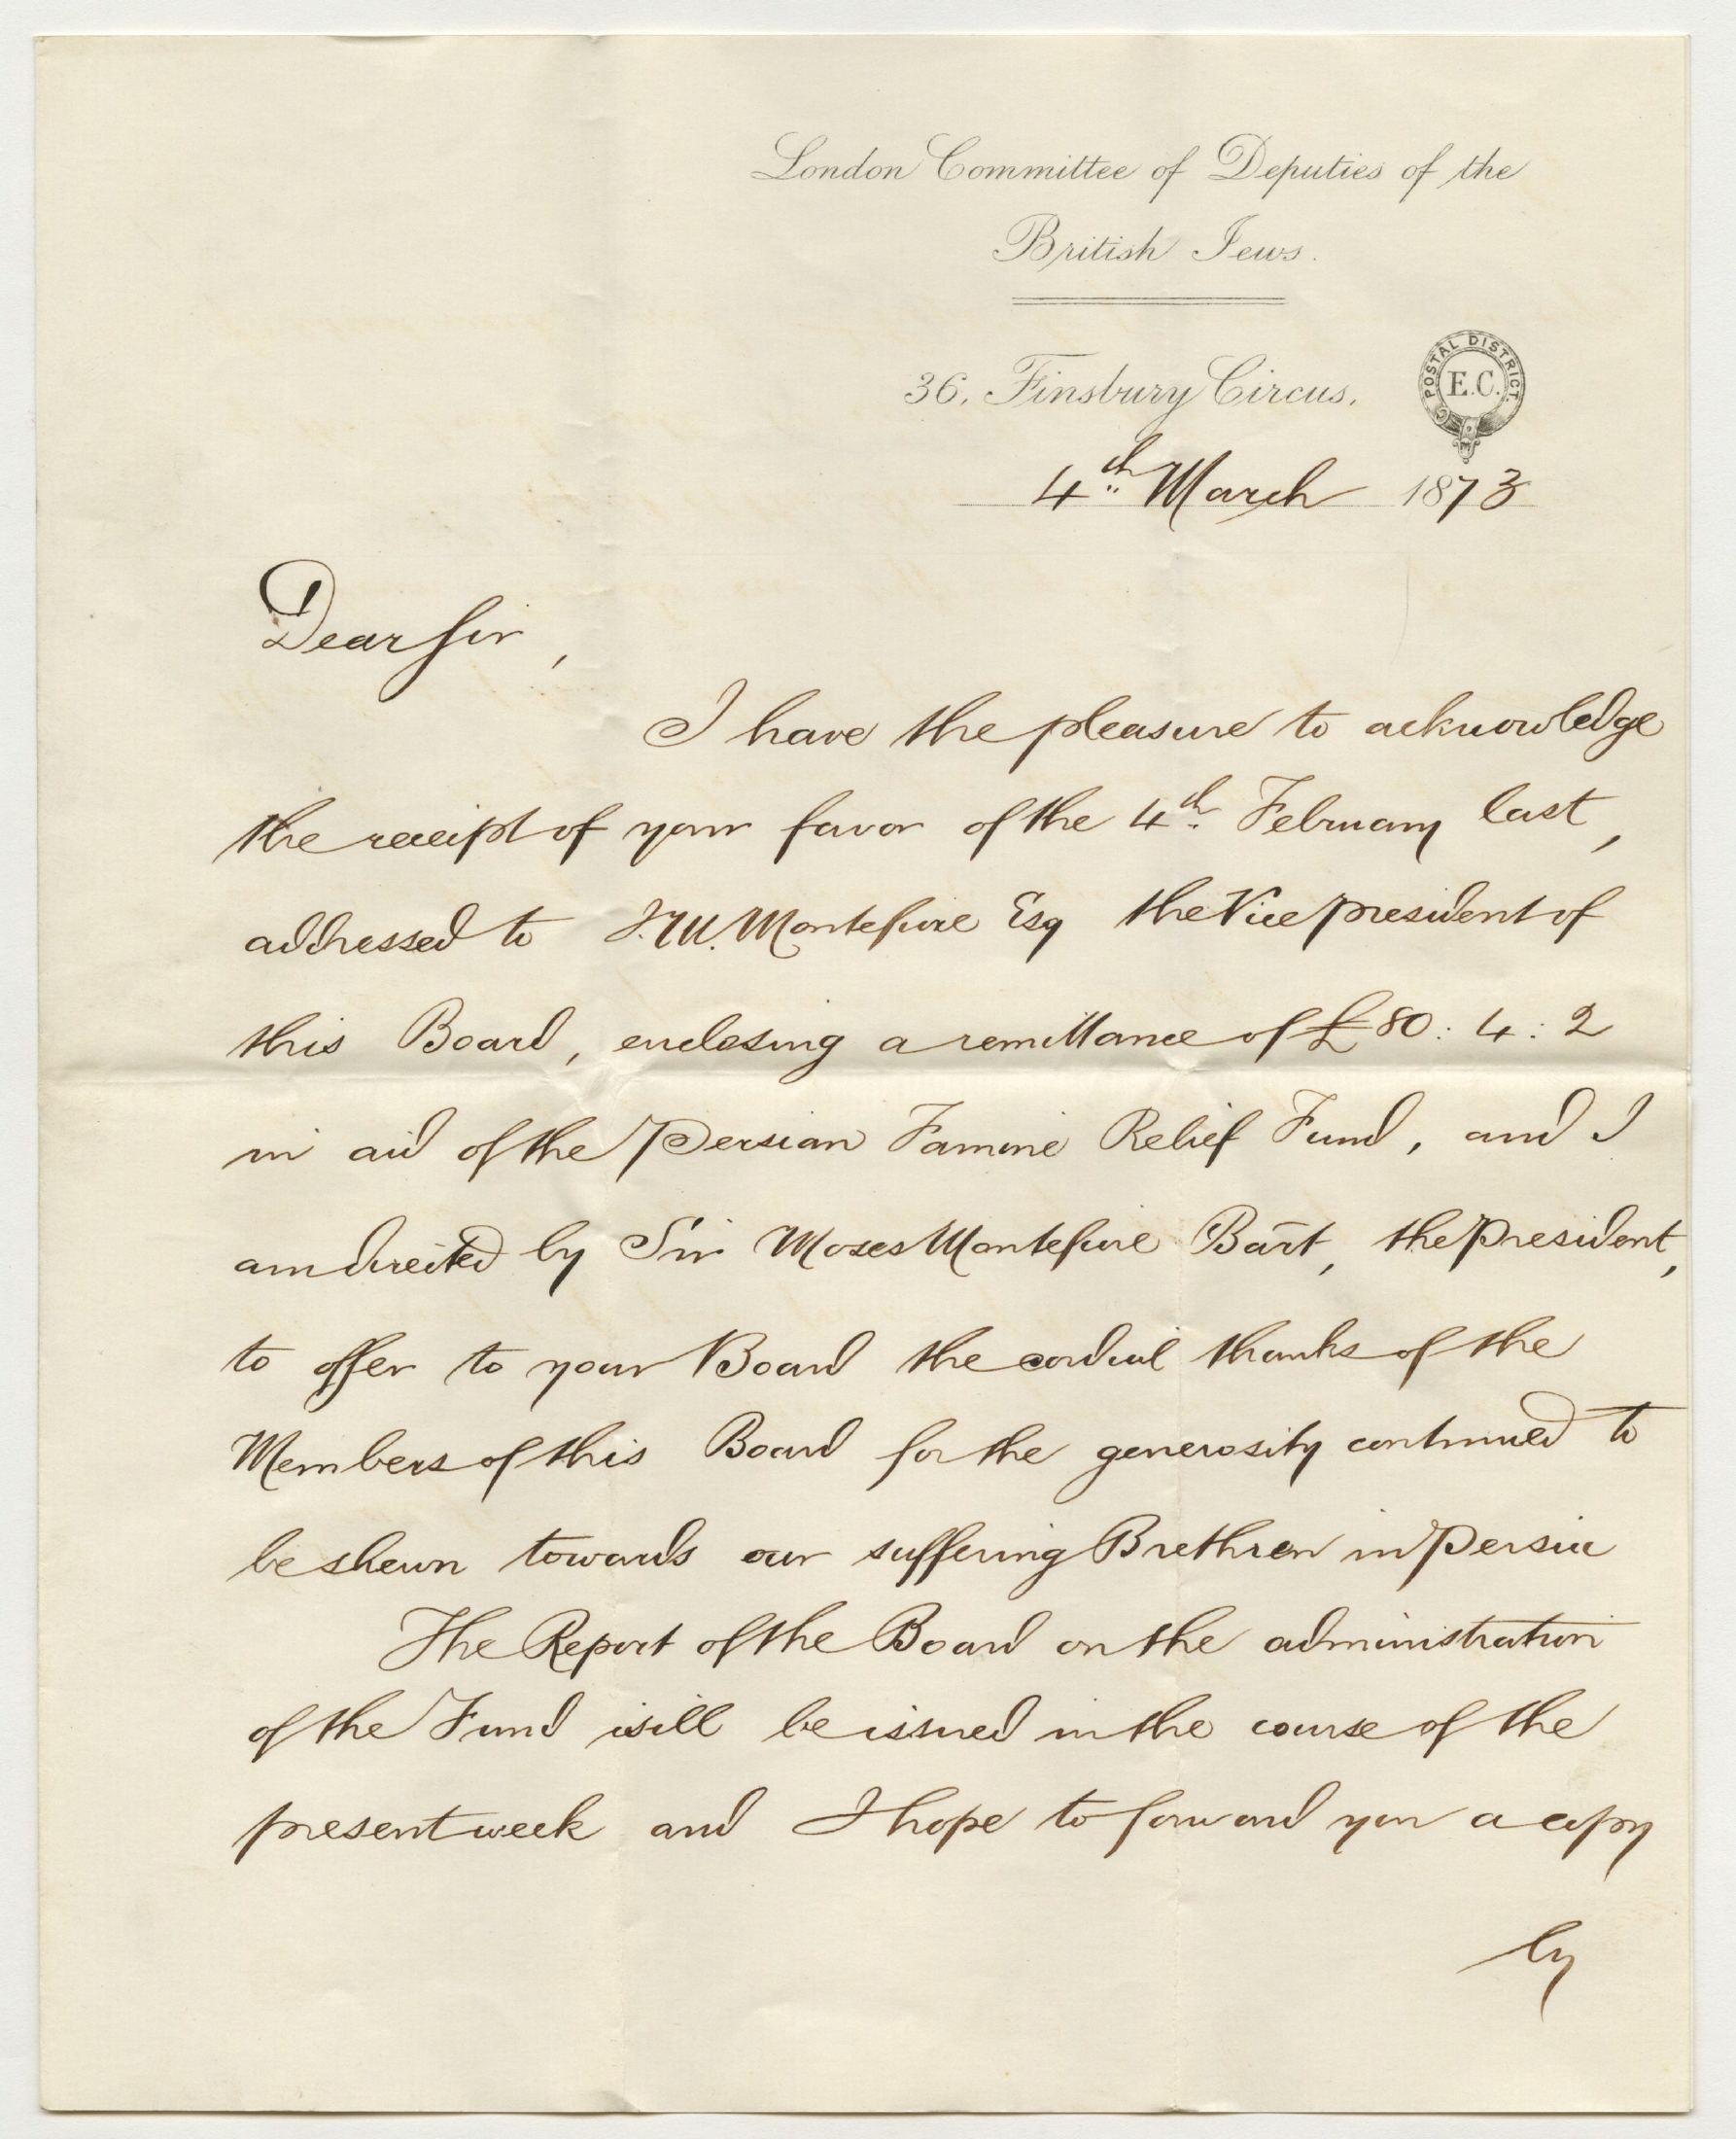 London Committee of Deputies of the
British Jews.
36, Finsbury Circus,
POSTAL DISTRICT.
E.C.
4th March 1873
Dear Sir,
I have the pleasure to acknowledge
the receipt of your favor of the 4th February last,
addressed to J. M. Montefiore Esq the Vice president of
this Board, enclosing a remittance of £80: 4: 2
in aid of the Persian Famine Relief Fund, and I
am directed by Sir Moses Montefiore Bart, the President,
to offer to your Board the cordial thanks of the
Members of this Board for the generosity continued to
be shewn towards our suffering Brethren in Persia
The Report of the Board on the administration
of the Fund will be issued in the course of the
present week and I hope to forward you a copy
by